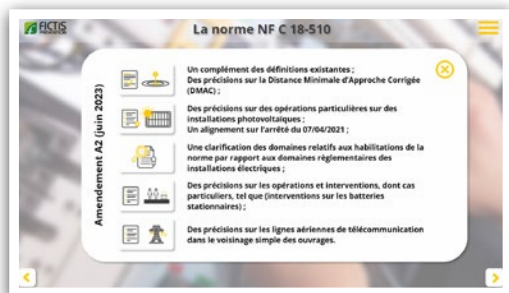 FICTIS
La norme NF C 18-510
Amendement A2 (juin 2023)
Un complément des définitions existantes ;
Des précisions sur la Distance Minimale d'Approche Corrigée
(DMAC) ;
Des précisions sur des opérations particulières sur des
installations photovoltaïques ;
Un alignement sur l'arrêté du 07/04/2021 ;
Une clarification des domaines relatifs aux habilitations de la
norme par rapport aux domaines règlementaires des
installations électriques ;
Des précisions sur les opérations et interventions, dont cas
particuliers, tel que (interventions sur les batteries
stationnaires) ;
Des précisions sur les lignes aériennes de télécommunication
dans le voisinage simple des ouvrages.